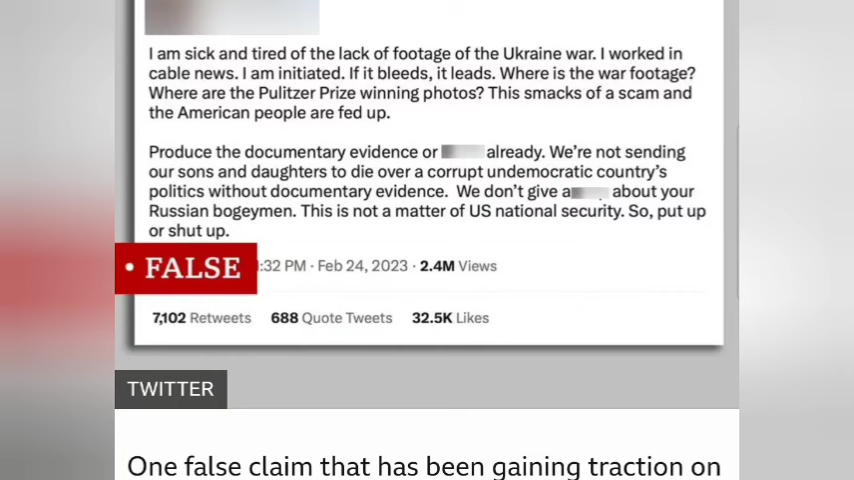 I am sick and tired of the lack of footage of the Ukraine war. I worked in
cable news. I am initiated. If it bleeds, it leads. Where is the war footage?
Where are the Pulitzer Prize winning photos? This smacks of a scam and
the American people are fed up.
Produce the documentary evidence or already. We're not sending
our sons and daughters to die over a corrupt undemocratic country's
politics without documentary evidence. We don't give a about your
Russian bogeymen. This is not a matter of US national security. So, put up
or shut up.
• FALSE :32 PM · Feb 24, 2023 · 2.4M Views
7,102 Retweets 688 Quote Tweets 32.5K Likes
TWITTER
One false claim that has been gaining traction on